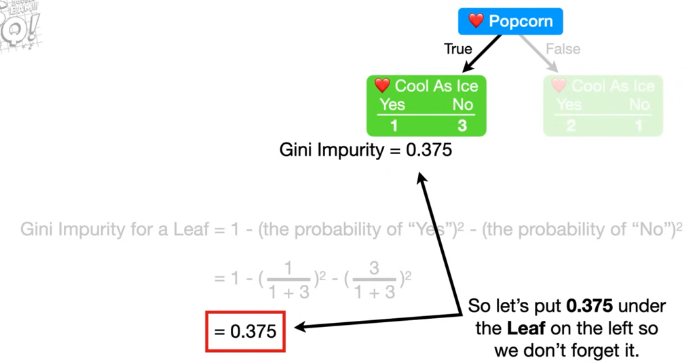 ❤️ Popcorn
True
False
❤️ Cool As Ice
Yes No
1 3
❤️ Cool As Ice
Yes No
2 1
Gini Impurity = 0.375
Gini Impurity for a Leaf = 1 - (the probability of “Yes”)² - (the probability of “No”)²
= 1 - (1/(1 + 3))² - (3/(1 + 3))²
= 0.375
So let’s put 0.375 under
the Leaf on the left so
we don’t forget it.